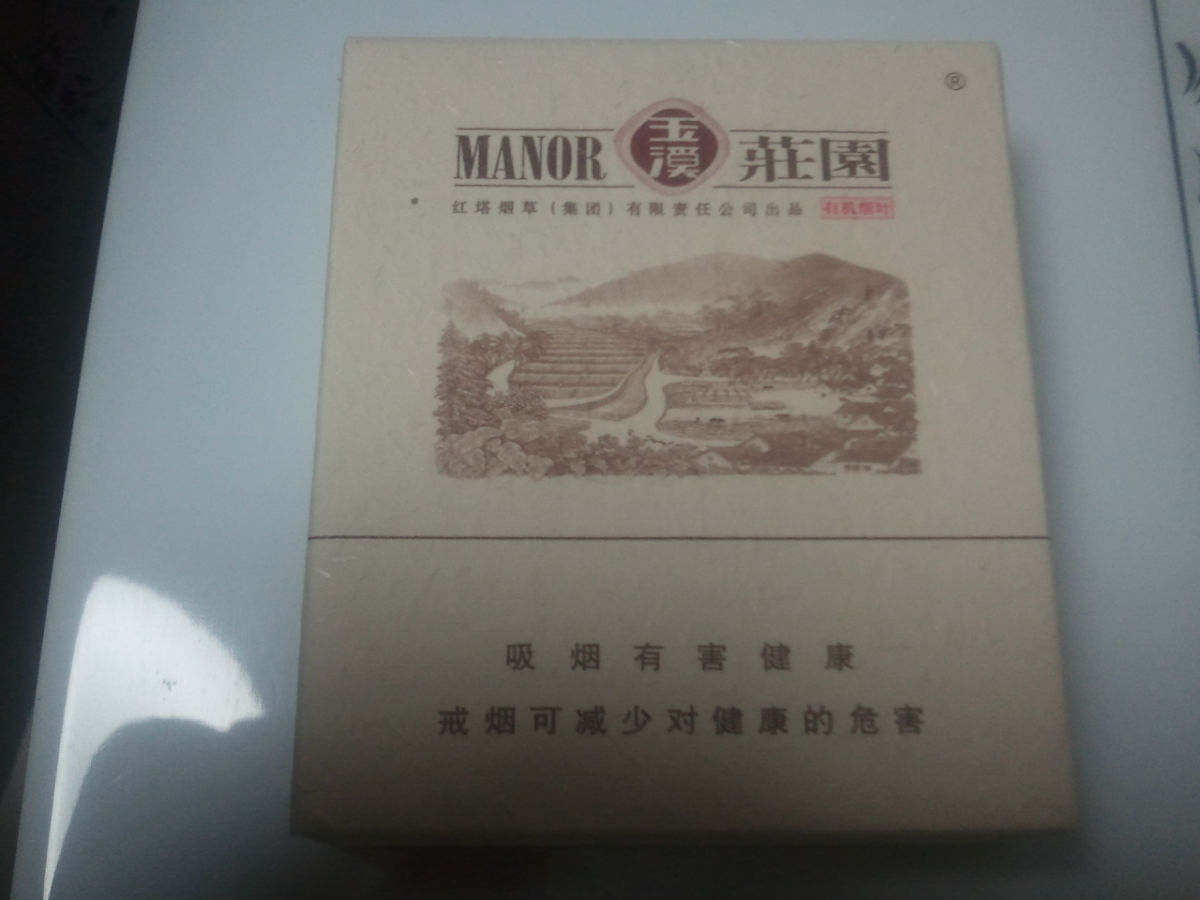 ®
MANOR 玉溪 莊園
红塔烟草（集团）有限责任公司出品 有机烟叶
吸烟有害健康
戒烟可减少对健康的危害